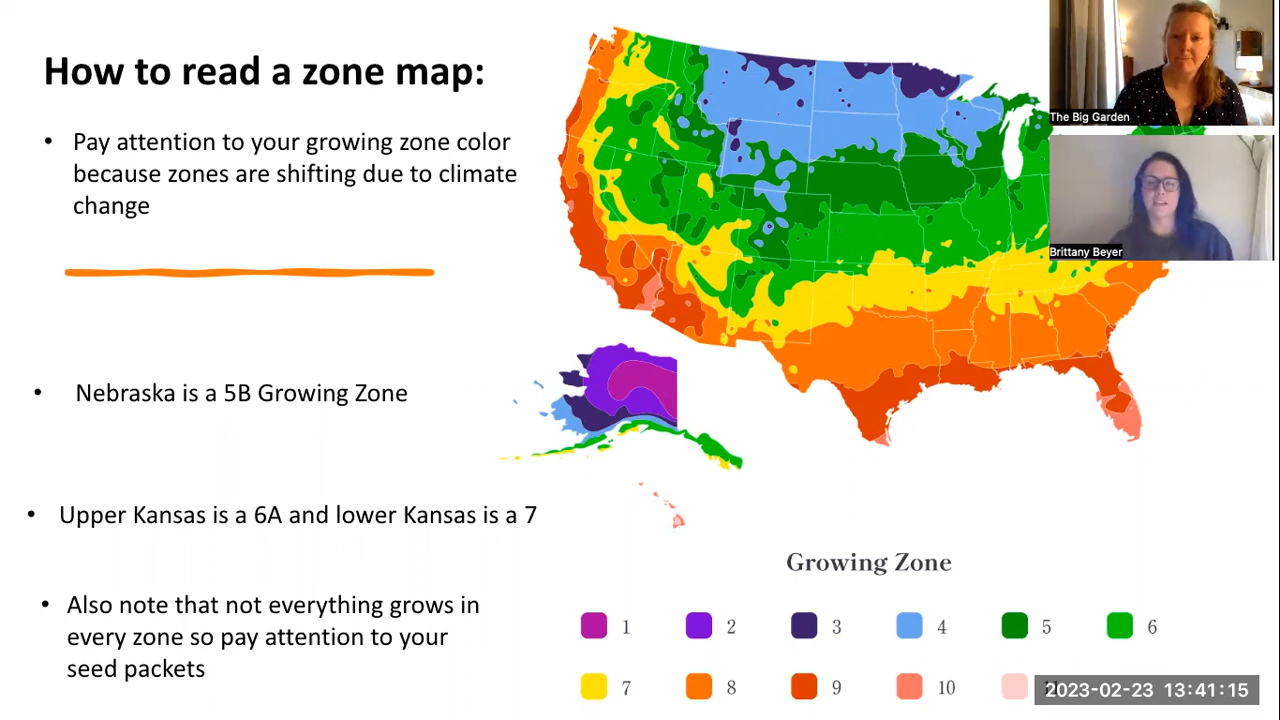 How to read a zone map:
• Pay attention to your growing zone color
because zones are shifting due to climate
change
• Nebraska is a 5B Growing Zone
• Upper Kansas is a 6A and lower Kansas is a 7
• Also note that not everything grows in
every zone so pay attention to your
seed packets
The Big Garden
Brittany Beyer
Growing Zone
1 2 3 4 5 6
7 8 9 10
2023-02-23 13:41:15